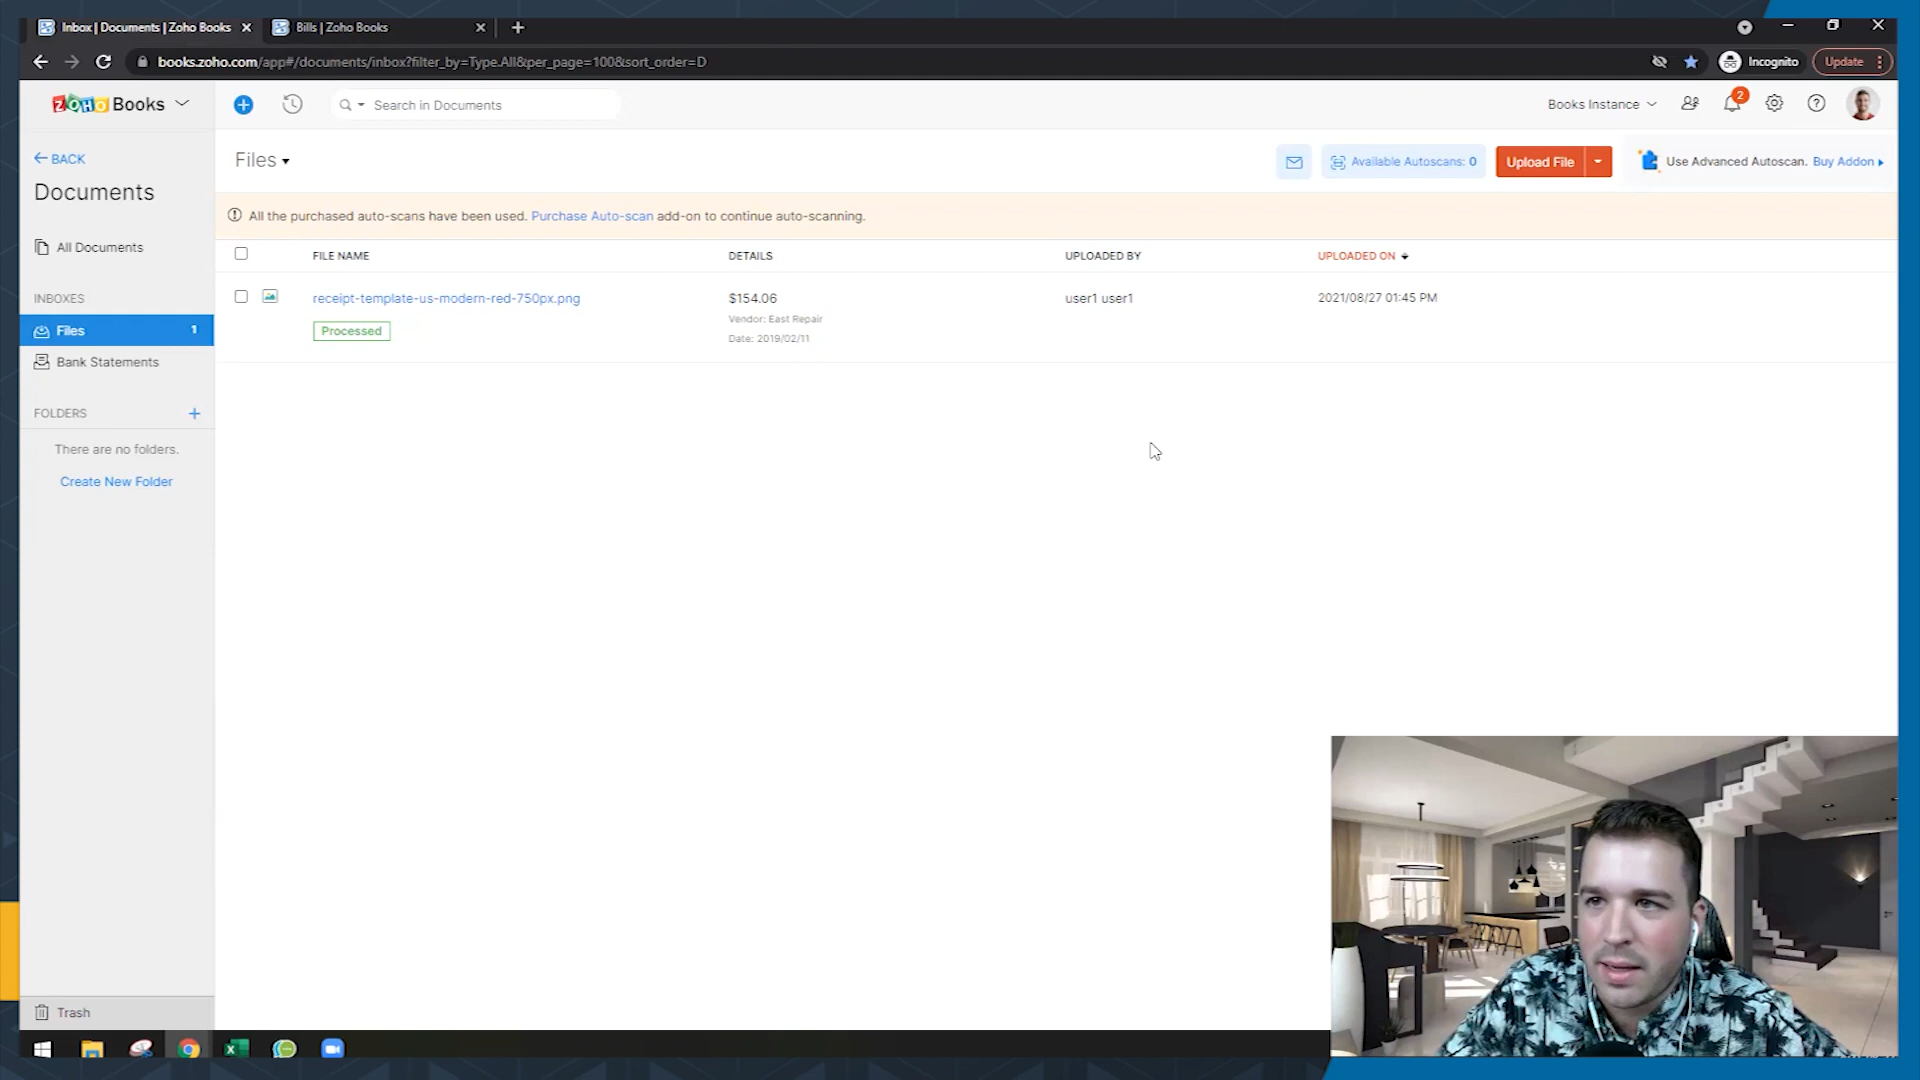 Inbox | Documents | Zoho Books
Bills | Zoho Books
books.zoho.com/app#/documents/inbox?filter_by=Type.All&per_page=100&sort_order=D
Incognito
Update
ZOHO Books
Search in Documents
Books Instance
2
BACK
Documents
Files
Available Autoscans: 0
Upload File
Use Advanced Autoscan. Buy Addon
All the purchased auto-scans have been used. Purchase Auto-scan add-on to continue auto-scanning.
All Documents
FILE NAME
DETAILS
UPLOADED BY
UPLOADED ON
INBOXES
Files 1
Bank Statements
receipt-template-us-modern-red-750px.png
Processed
$154.06
Vendor: East Repair
Date: 2019/02/11
user1 user1
2021/08/27 01:45 PM
FOLDERS
There are no folders.
Create New Folder
Trash